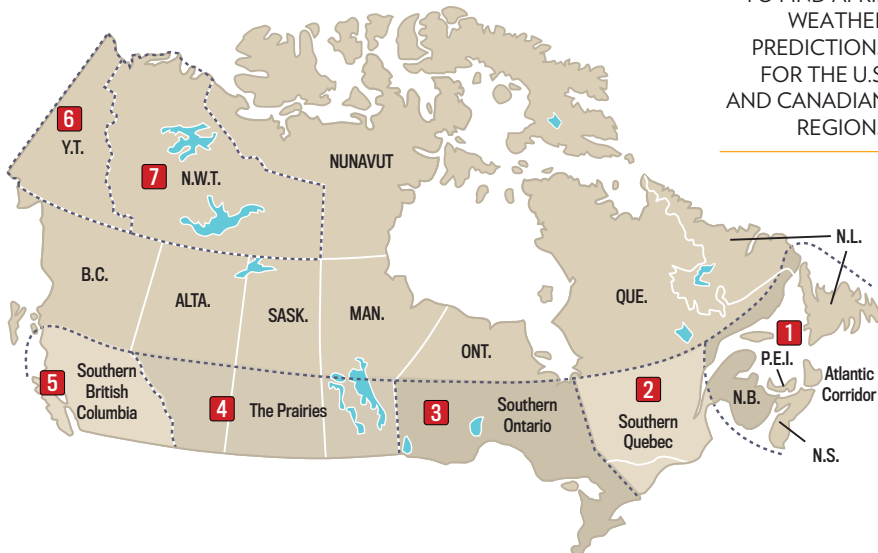 WEATHER
PREDICTION
FOR THE U.S
AND CANADIAN
REGION
6
Y.T.
7
N.W.T.
NUNAVUT
N.L.
B.C.
ALTA.
SASK.
MAN.
ONT.
QUE.
1
P.E.I.
Atlantic
Corridor
N.B.
N.S.
5
Southern
British
Columbia
4
The Prairies
3
Southern
Ontario
2
Southern
Quebec